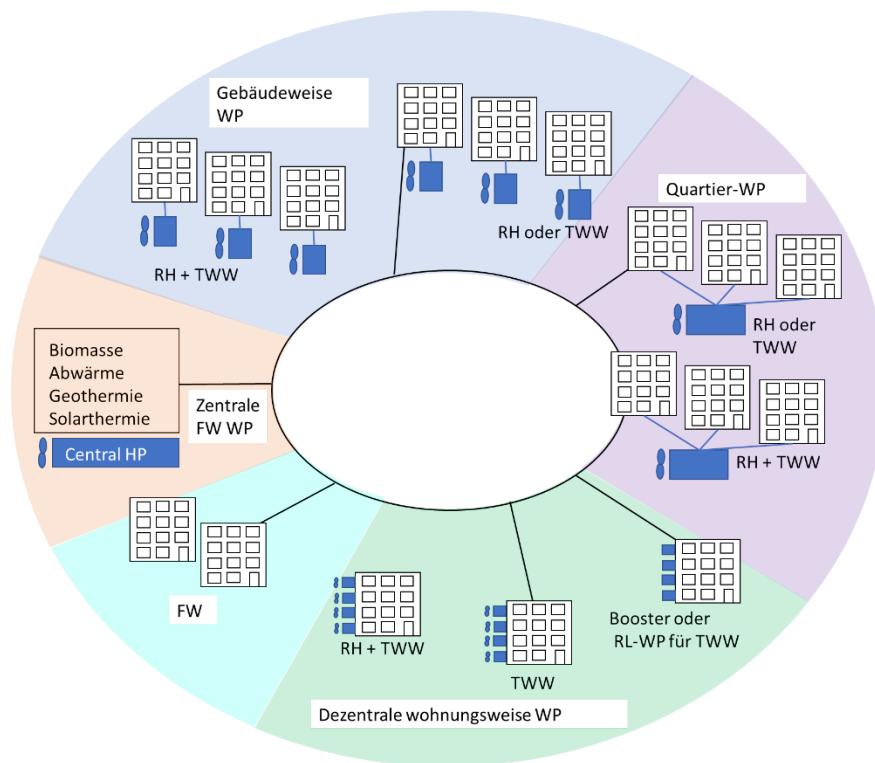 Gebäudeweise
WP
RH + TWW
RH oder TWW
Quartier-WP
RH oder
TWW
RH + TWW
Biomasse
Abwärme
Geothermie
Solarthermie
Zentrale
FW WP
Central HP
FW
RH + TWW
TWW
Booster oder
RL-WP für TWW
Dezentrale wohnungsweise WP